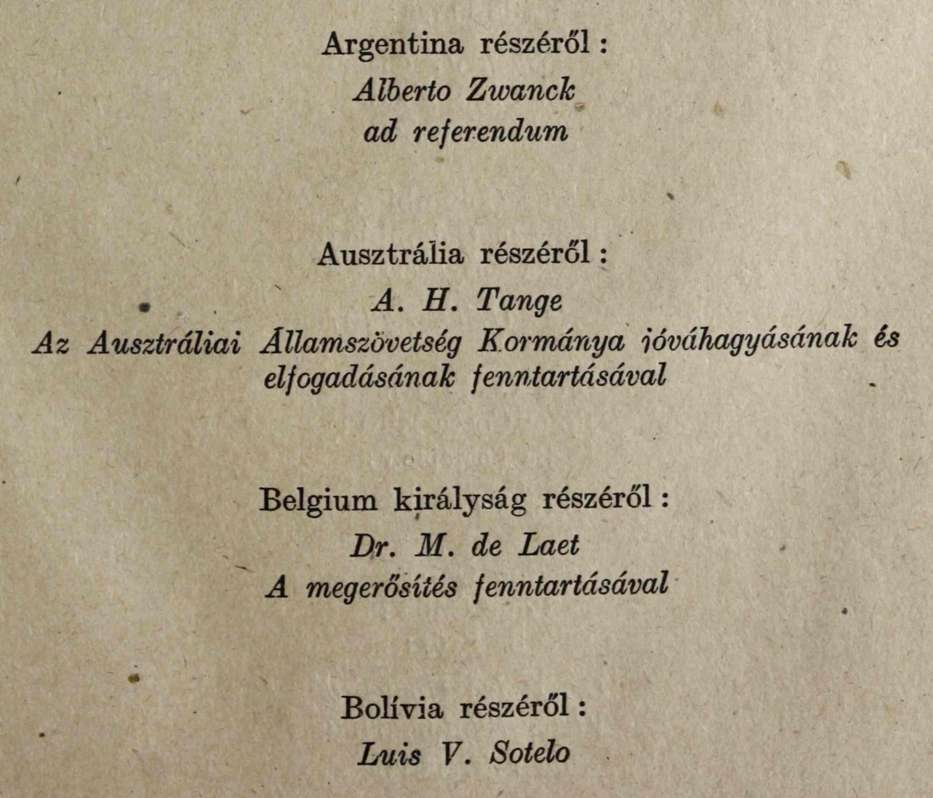 Argentina részéről :
Alberto Zwanck
ad referendum
Ausztrália részéről :
A. H. Tange
Az Ausztráliai Államszövetség Kormánya jóváhagyásának és
elfogadásának fenntartásával
Belgium királyság részéről :
Dr. M. de Laet
A megerősítés fenntartásával
Bolívia részéről :
Luis V. Sotelo